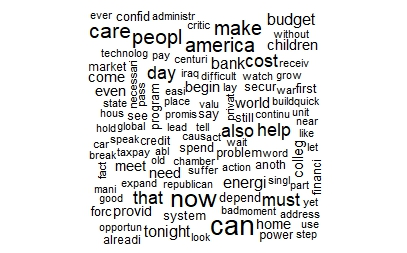 ever confid administr
critic budget
care peopl make without
america children
technolog pay centuri bank cost receiv
market iraq difficult watch grow
come necessari day begin lay secur war first
even pass program easi privat world build quick
state see place valu say still continu unit
hous promis caus act near
hold global lead tell also help like
car speak credit wait colleg let
break taxpay abl spend problem word financi
fact meet old chamber action anoth
need suffer energi singl part
mani expand republican depend must yet
good that now
forc provid bad moment address
opportun system can home use
alreadi tonight look power step